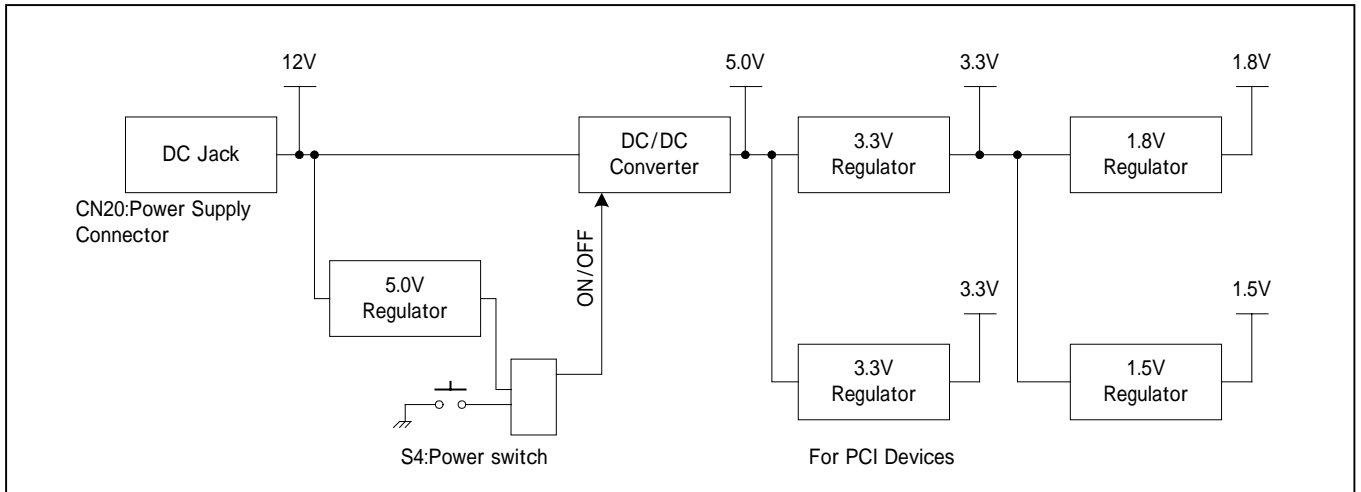 12V
5.0V
3.3V
1.8V
DC Jack
DC/DC
Converter
3.3V
Regulator
1.8V
Regulator
CN20:Power Supply
Connector
ON/OFF
5.0V
Regulator
3.3V
1.5V
3.3V
Regulator
1.5V
Regulator
S4:Power switch
For PCI Devices